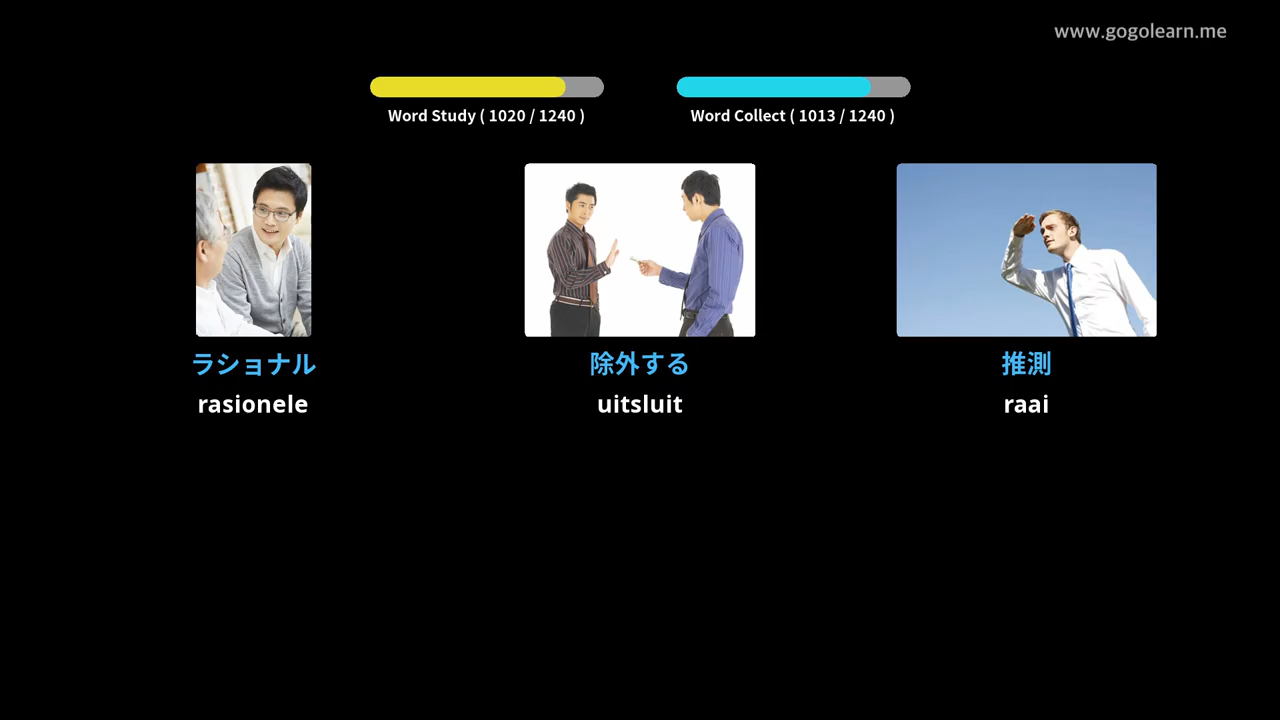 www.gogolearn.me
Word Study ( 1020 / 1240 )
Word Collect ( 1013 / 1240 )
ラショナル
rasionele
除外する
uitsluit
推測
raai